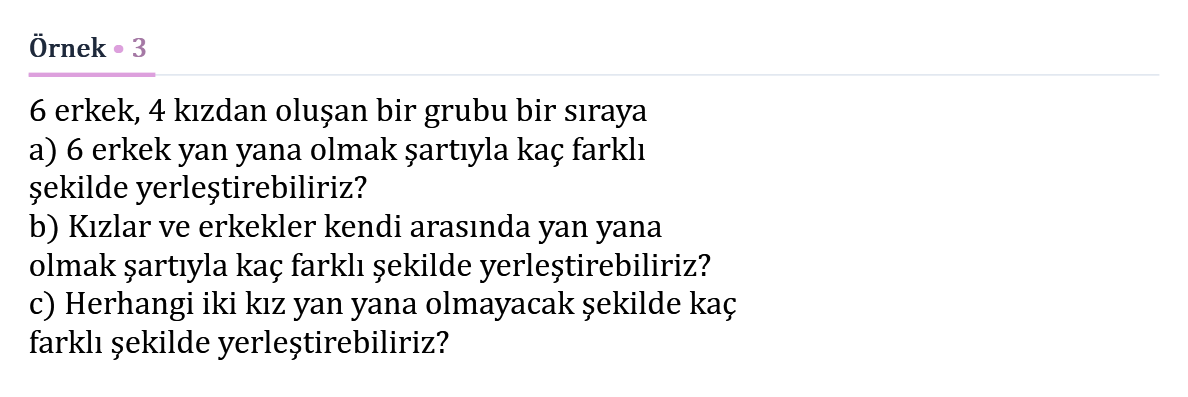 Örnek • 3
6 erkek, 4 kızdan oluşan bir grubu bir sıraya
a) 6 erkek yan yana olmak şartıyla kaç farklı
şekilde yerleştirebiliriz?
b) Kızlar ve erkekler kendi arasında yan yana
olmak şartıyla kaç farklı şekilde yerleştirebiliriz?
c) Herhangi iki kız yan yana olmayacak şekilde kaç
farklı şekilde yerleştirebiliriz?